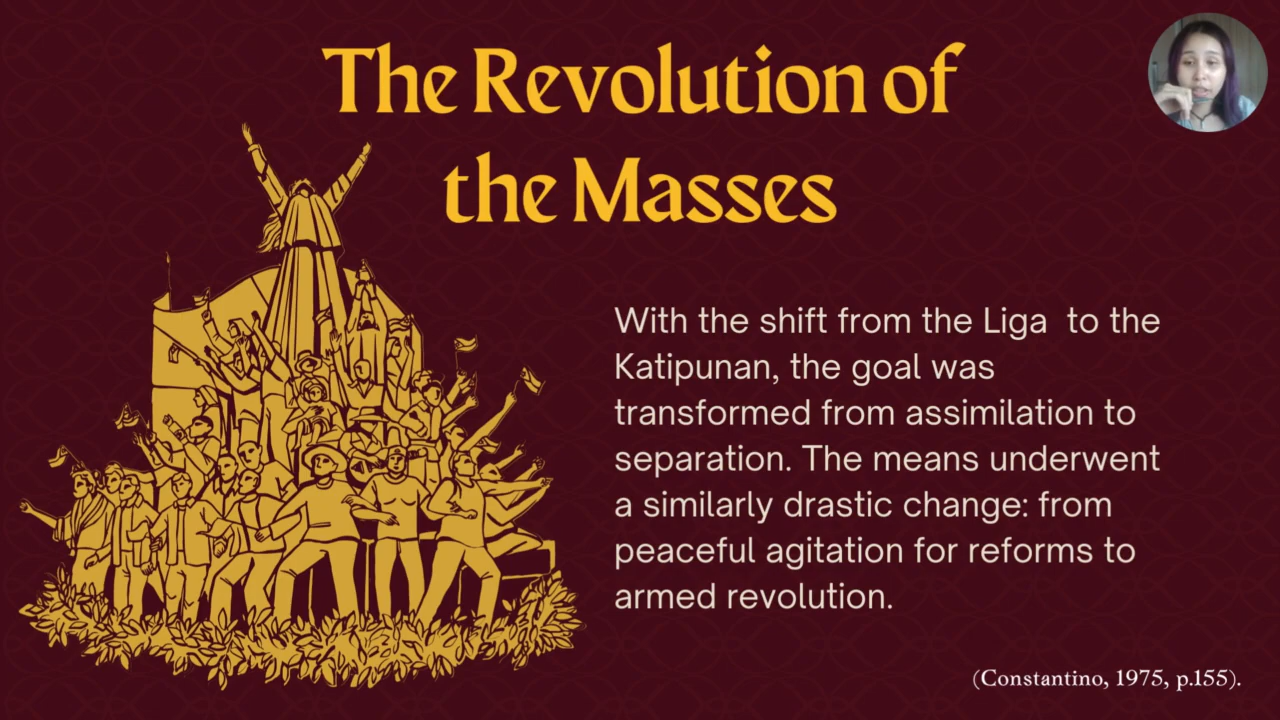 The Revolution of
the Masses
With the shift from the Liga  to the
Katipunan, the goal was
transformed from assimilation to
separation. The means underwent
a similarly drastic change: from
peaceful agitation for reforms to
armed revolution.
(Constantino, 1975, p.155).